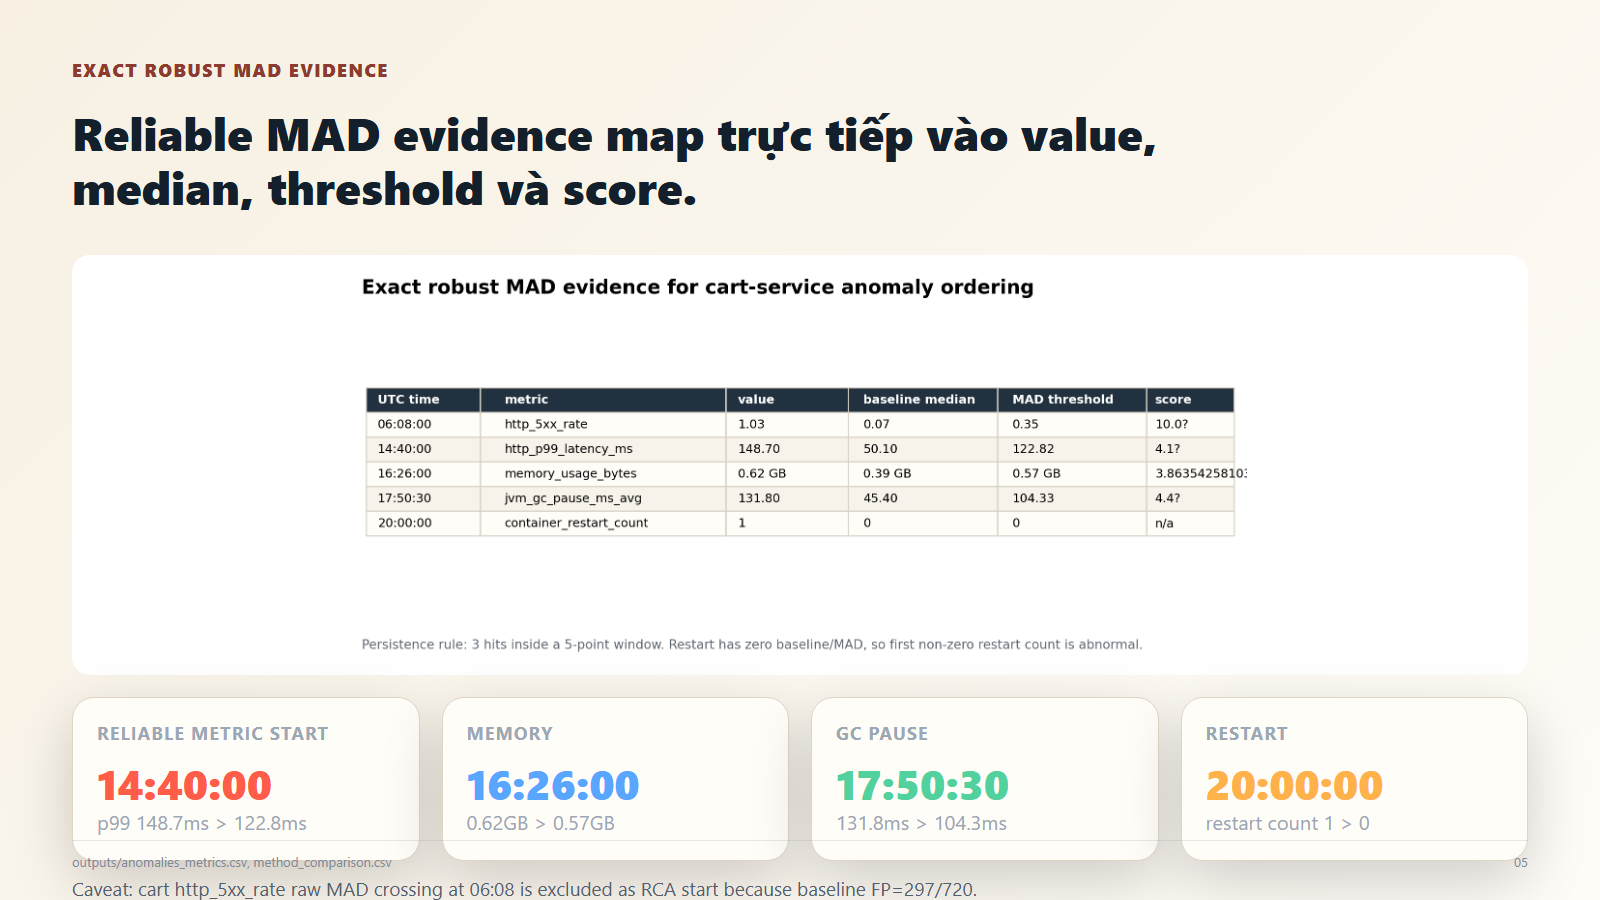 EXACT ROBUST MAD EVIDENCE
Reliable MAD evidence map trực tiếp vào value,
median, threshold và score.
Exact robust MAD evidence for cart-service anomaly ordering
UTC time metric value baseline median MAD threshold score
06:08:00 http_5xx_rate 1.03 0.07 0.35 10.0?
14:40:00 http_p99_latency_ms 148.70 50.10 122.82 4.1?
16:26:00 memory_usage_bytes 0.62 GB 0.39 GB 0.57 GB 3.8635425810
17:50:30 jvm_gc_pause_ms_avg 131.80 45.40 104.33 4.4?
20:00:00 container_restart_count 1 0 0 n/a
Persistence rule: 3 hits inside a 5-point window. Restart has zero baseline/MAD, so first non-zero restart count is abnormal.
RELIABLE METRIC START
14:40:00
p99 148.7ms > 122.8ms
MEMORY
16:26:00
0.62GB > 0.57GB
GC PAUSE
17:50:30
131.8ms > 104.3ms
RESTART
20:00:00
restart count 1 > 0
outputs/anomalies_metrics.csv, method_comparison.csv
05
Caveat: cart http_5xx_rate raw MAD crossing at 06:08 is excluded as RCA start because baseline FP=297/720.